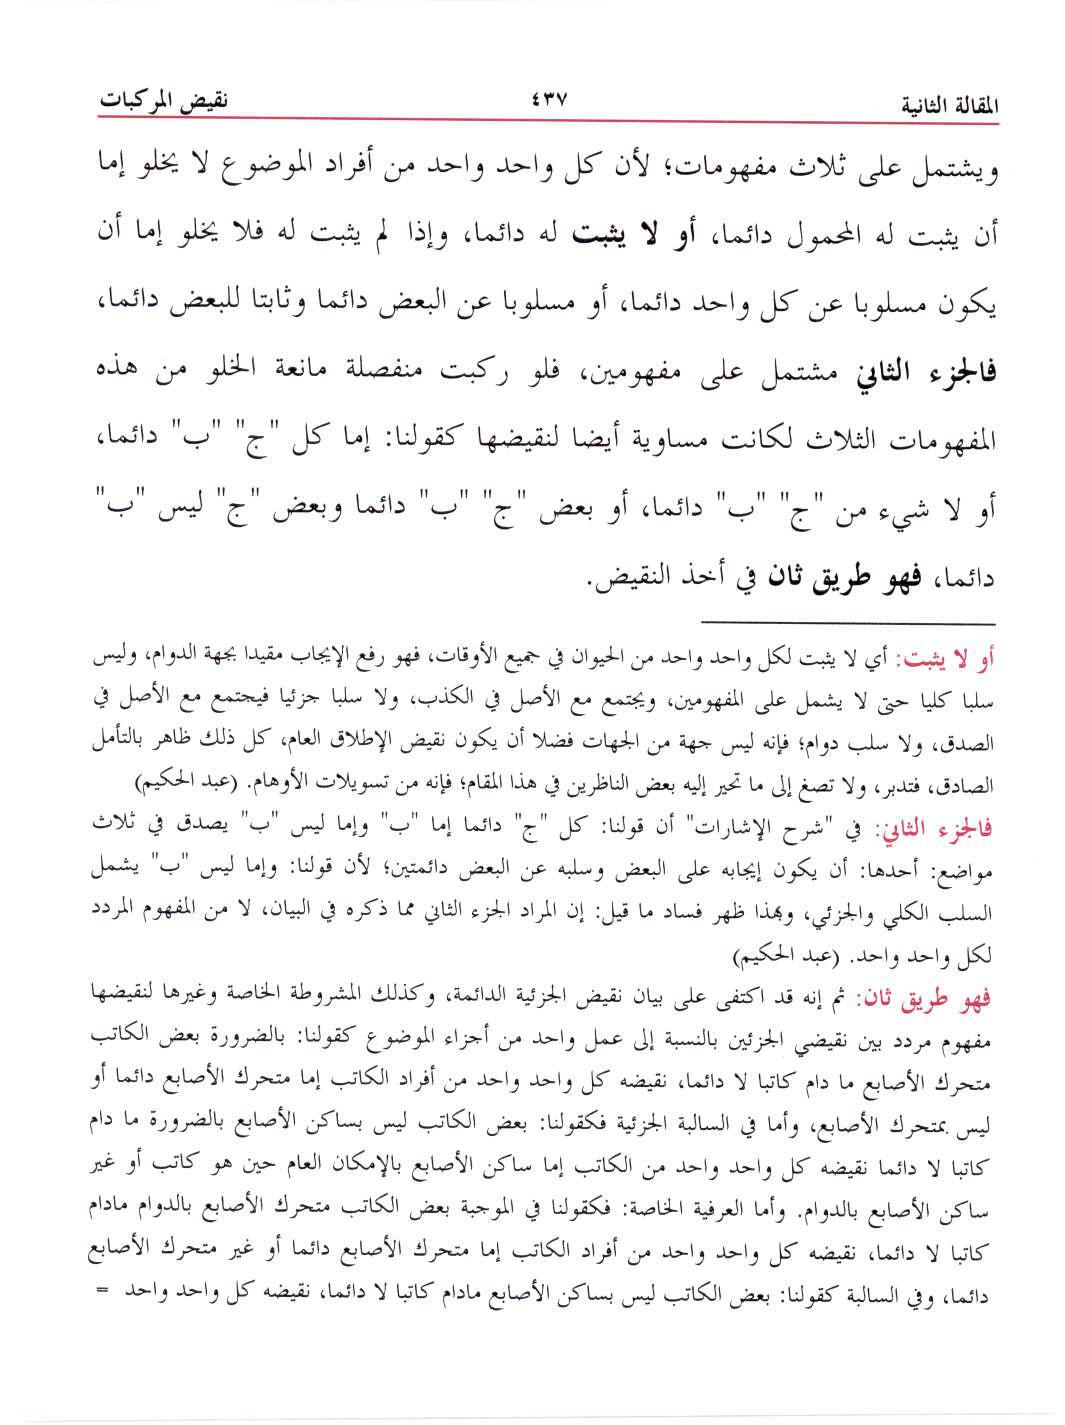 المقالة الثانية ٤٣٧ نقيض المركبات
ويشتمل على ثلاث مفهومات؛ لأن كل واحد واحد من أفراد الموضوع لا يخلو إما
أن يثبت له المحمول دائما، أو لا يثبت له دائما، وإذا لم يثبت له فلا يخلو إما أن
يكون مسلوبا عن كل واحد دائما، أو مسلوبا عن البعض دائما وثابتا للبعض دائما،
فالجزء الثاني مشتمل على مفهومين، فلو ركبت منفصلة مانعة الخلو من هذه
المفهومات الثلاث لكانت مساوية أيضا لنقيضها كقولنا: إما كل "ج" "ب" دائما،
أو لا شيء من "ج" "ب" دائما، أو بعض "ج" "ب" دائما وبعض "ج" ليس "ب"
دائما، فهو طريق ثان في أخذ النقيض.
أو لا يثبت: أي لا يثبت لكل واحد واحد من الحيوان في جميع الأوقات، فهو رفع الإيجاب مقيدا بجهة الدوام، وليس
سلبا كليا حتى لا يشمل على المفهومين، ويجتمع مع الأصل في الكذب، ولا سلبا جزئيا فيجتمع مع الأصل في
الصدق، ولا سلب دوام؛ فإنه ليس جهة من الجهات فضلا أن يكون نقيض الإطلاق العام، كل ذلك ظاهر بالتأمل
الصادق، فتدبر، ولا تصغ إلى ما تحير إليه بعض الناظرين في هذا المقام؛ فإنه من تسويلات الأوهام. (عبد الحكيم)
فالجزء الثاني: في "شرح الإشارات" أن قولنا: كل "ج" دائما إما "ب" وإما ليس "ب" يصدق في ثلاث
مواضع: أحدها: أن يكون إيجابه على البعض وسلبه عن البعض دائمتين؛ لأن قولنا: وإما ليس "ب" يشمل
السلب الكلي والجزئي، وبهذا ظهر فساد ما قيل: إن المراد الجزء الثاني مما ذكره في البيان، لا من المفهوم المردد
لكل واحد واحد. (عبد الحكيم)
فهو طريق ثان: ثم إنه قد اكتفى على بيان نقيض الجزئية الدائمة، وكذلك المشروطة الخاصة وغيرها لنقيضها
مفهوم مردد بين نقيضي الجزئين بالنسبة إلى عمل واحد من أجزاء الموضوع كقولنا: بالضرورة بعض الكاتب
متحرك الأصابع ما دام كاتبا لا دائما، نقيضه كل واحد واحد من أفراد الكاتب إما متحرك الأصابع دائما أو
ليس بمتحرك الأصابع، وأما في السالبة الجزئية فكقولنا: بعض الكاتب ليس بساكن الأصابع بالضرورة ما دام
كاتبا لا دائما نقيضه كل واحد واحد من الكاتب إما ساكن الأصابع بالإمكان العام حين هو كاتب أو غير
ساكن الأصابع بالدوام. وأما العرفية الخاصة: فكقولنا في الموجبة بعض الكاتب متحرك الأصابع بالدوام مادام
كاتبا لا دائما، نقيضه كل واحد واحد من أفراد الكاتب إما متحرك الأصابع دائما أو غير متحرك الأصابع
دائما، وفي السالبة كقولنا: بعض الكاتب ليس بساكن الأصابع مادام كاتبا لا دائما، نقيضه كل واحد واحد =